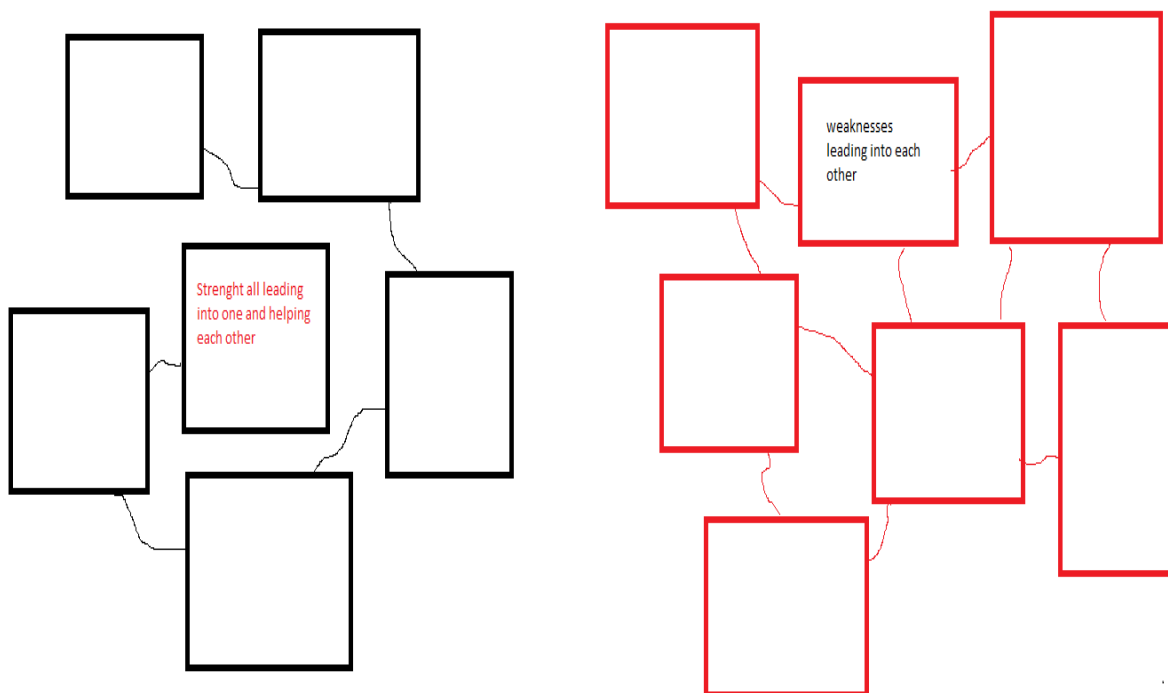 Strenght all leading
into one and helping
each other
weaknesses
leading into each
other